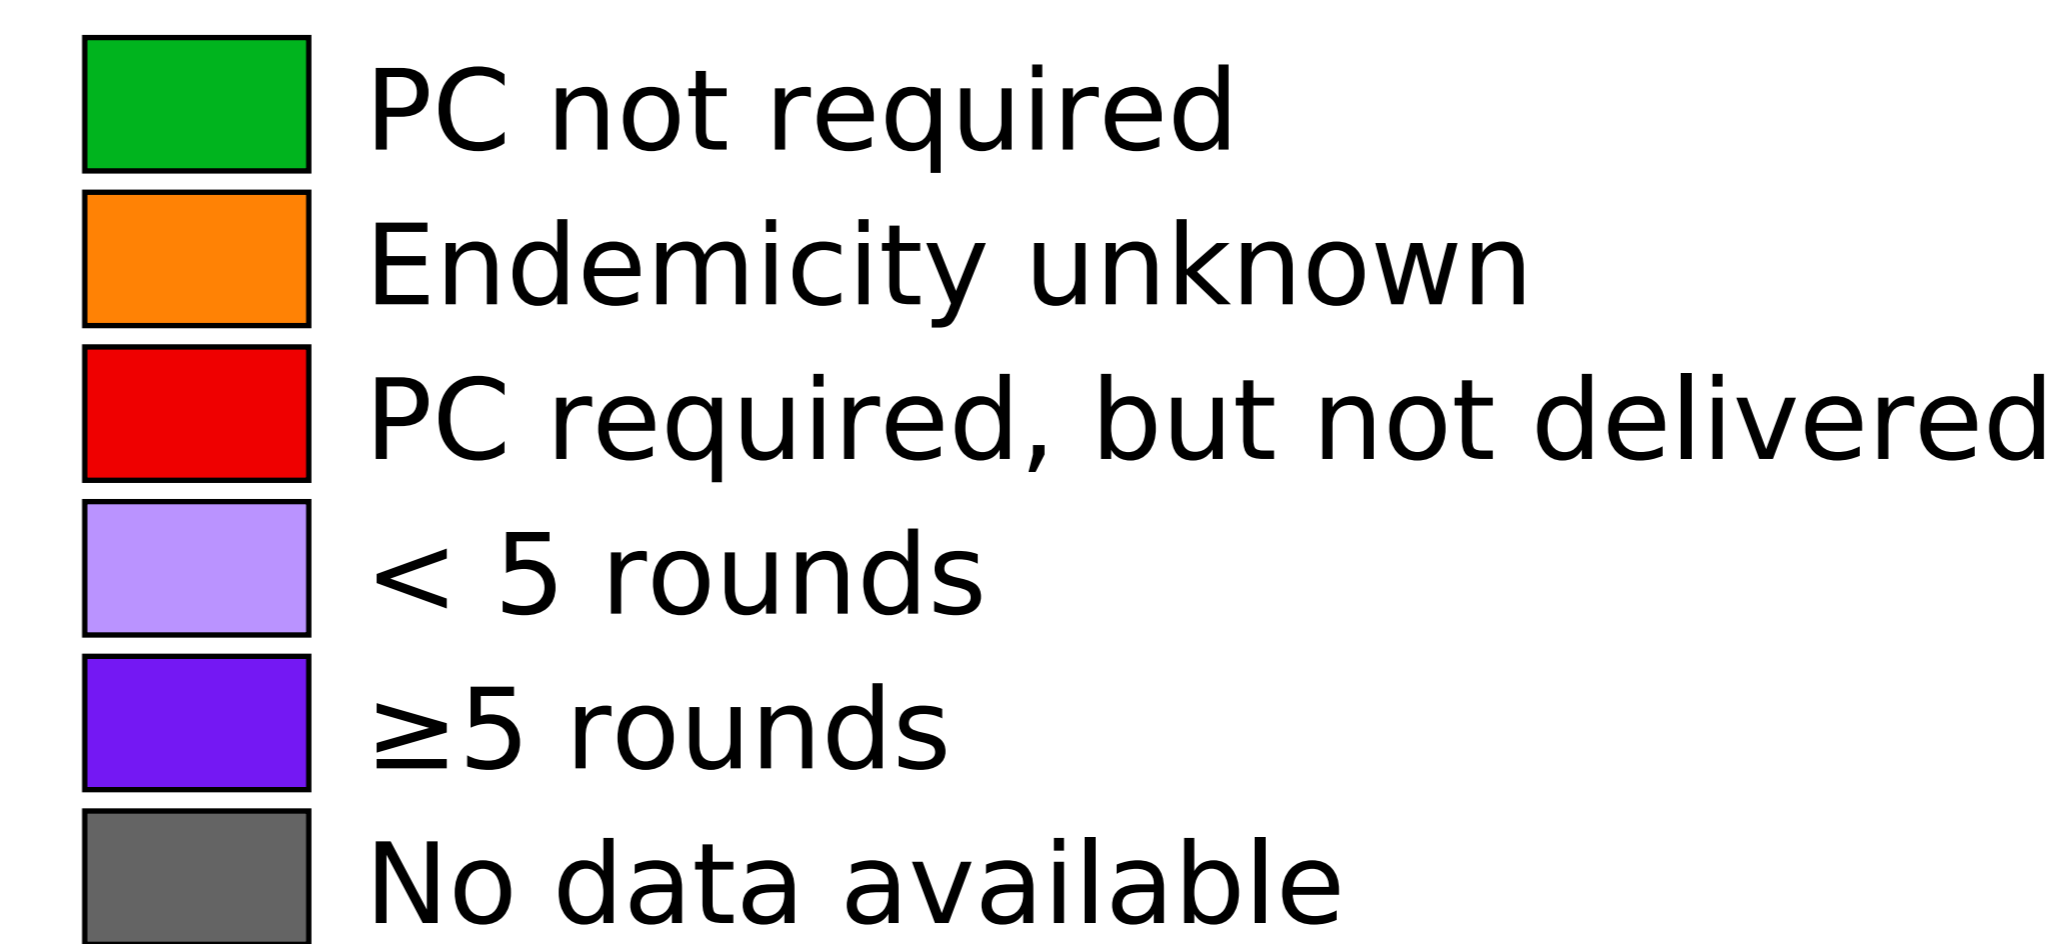 PC not required
Endemicity unknown
PC required, but not delivered
< 5 rounds
≥5 rounds
No data available